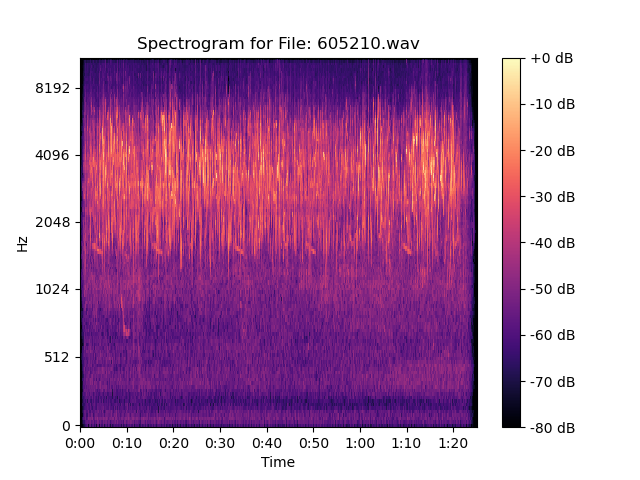 Spectrogram for File: 605210.wav
Hz
8192
4096
2048
1024
512
0
0:00 0:10 0:20 0:30 0:40 0:50 1:00 1:10 1:20
Time
+0 dB
-10 dB
-20 dB
-30 dB
-40 dB
-50 dB
-60 dB
-70 dB
-80 dB